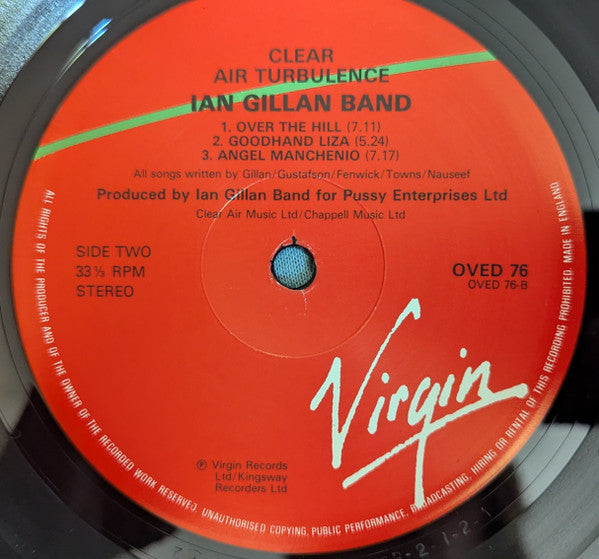 CLEAR
AIR TURBULENCE
IAN GILLAN BAND
1. OVER THE HILL (7.11)
2. GOODHAND LIZA (5.24)
3. ANGEL MANCHENIO (7.17)
All songs written by Gillan/Gustafson/Fenwick/Towns/Nauseef
Produced by Ian Gillan Band for Pussy Enterprises Ltd
Clear Air Music Ltd/Chappell Music Ltd
SIDE TWO
33⅓ RPM
STEREO
OVED 76
OVED 76-B
Virgin
℗ Virgin Records
Ltd/Kingsway
Recorders Ltd
ALL RIGHTS OF THE PRODUCER AND OF THE OWNER OF THE RECORDED WORK RESERVED. UNAUTHORISED COPYING, PUBLIC PERFORMANCE, BROADCASTING, HIRING OR RENTAL OF THIS RECORDING PROHIBITED. MADE IN ENGLAND